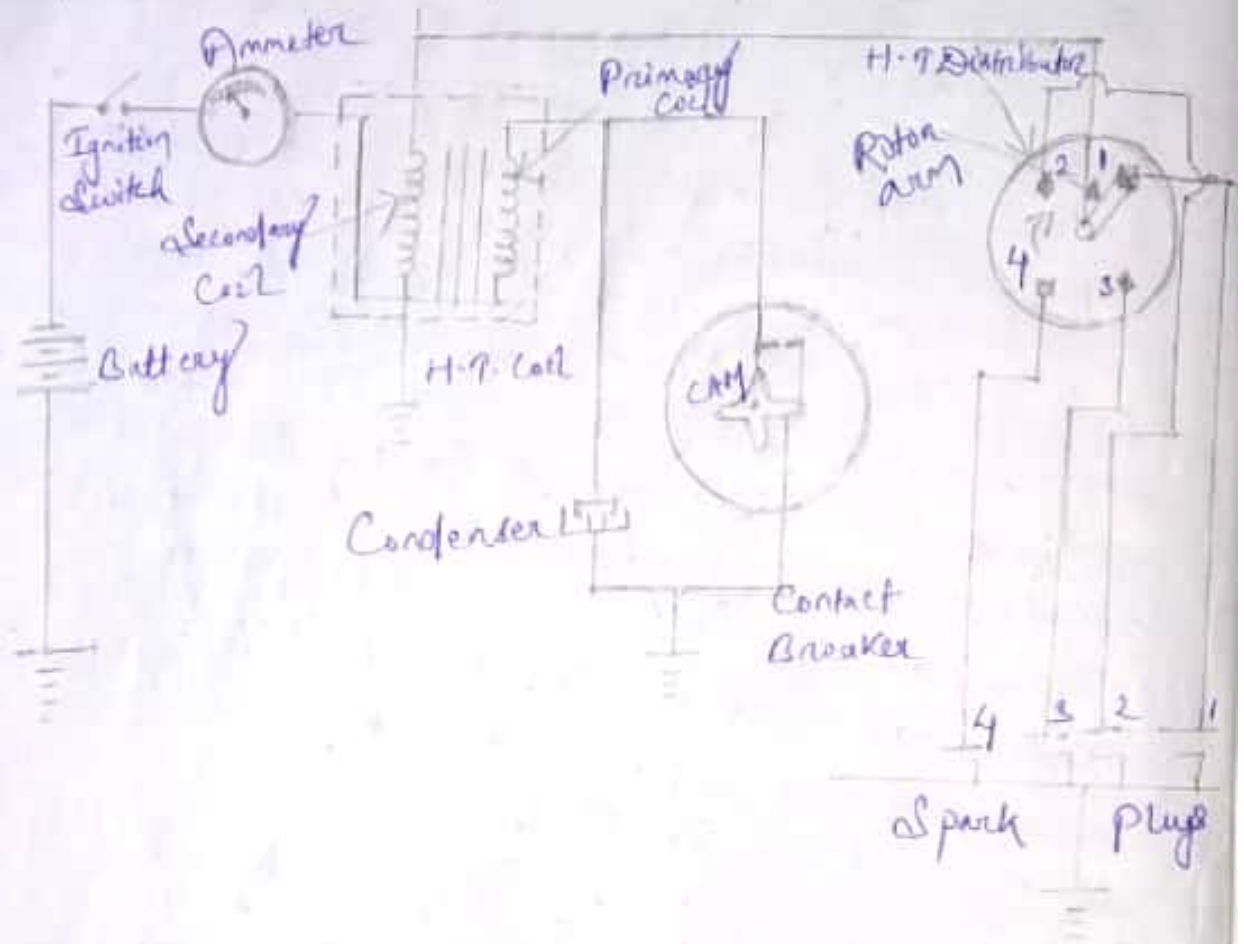 Ammeter
Ignition
Switch
Secondary
Coil
Battery
H.T. Coil
Primary
Coil
H.T Distributor
Rotor
arm
2
1
4
3
CAM
Condenser
Contact
Breaker
4
3
2
1
Spark Plugs